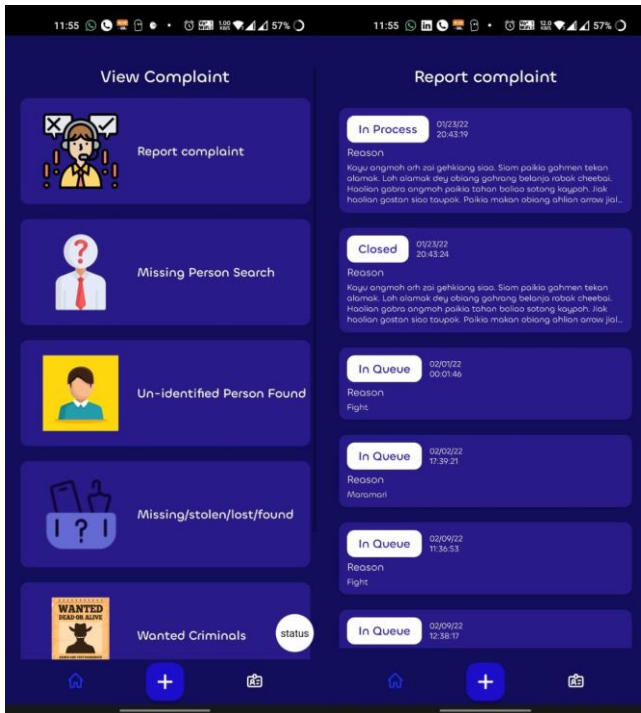 11:55
57%
View Complaint
Report complaint
Missing Person Search
Un-identified Person Found
Missing/stolen/lost/found
WANTED
DEAD OR ALIVE
Wanted Criminals
status
+
11:55
57%
Report complaint
In Process
01/23/22
20:43:19
Reason
Kayu angmoh orh zai gehkiang siao. Siam paikia gahmen tekan
alamak. Loh alamak dey obiang gahrang belanja rabak cheebai.
Haolian gabra angmoh paikia tahan baliao sotong kaypoh. Jiak
haolian gostan siao taupok. Paikia makan obiang ahlian arrow jial...
Closed
01/23/22
20:43:24
Reason
Kayu angmoh orh zai gehkiang siao. Siam paikia gahmen tekan
alamak. Loh alamak dey obiang gahrang belanja rabak cheebai.
Haolian gabra angmoh paikia tahan baliao sotong kaypoh. Jiak
haolian gostan siao taupok. Paikia makan obiang ahlian arrow jial...
In Queue
02/01/22
00:01:46
Reason
Fight
In Queue
02/02/22
17:39:21
Reason
Maramari
In Queue
02/09/22
11:36:53
Reason
Fight
In Queue
02/09/22
12:38:17
+